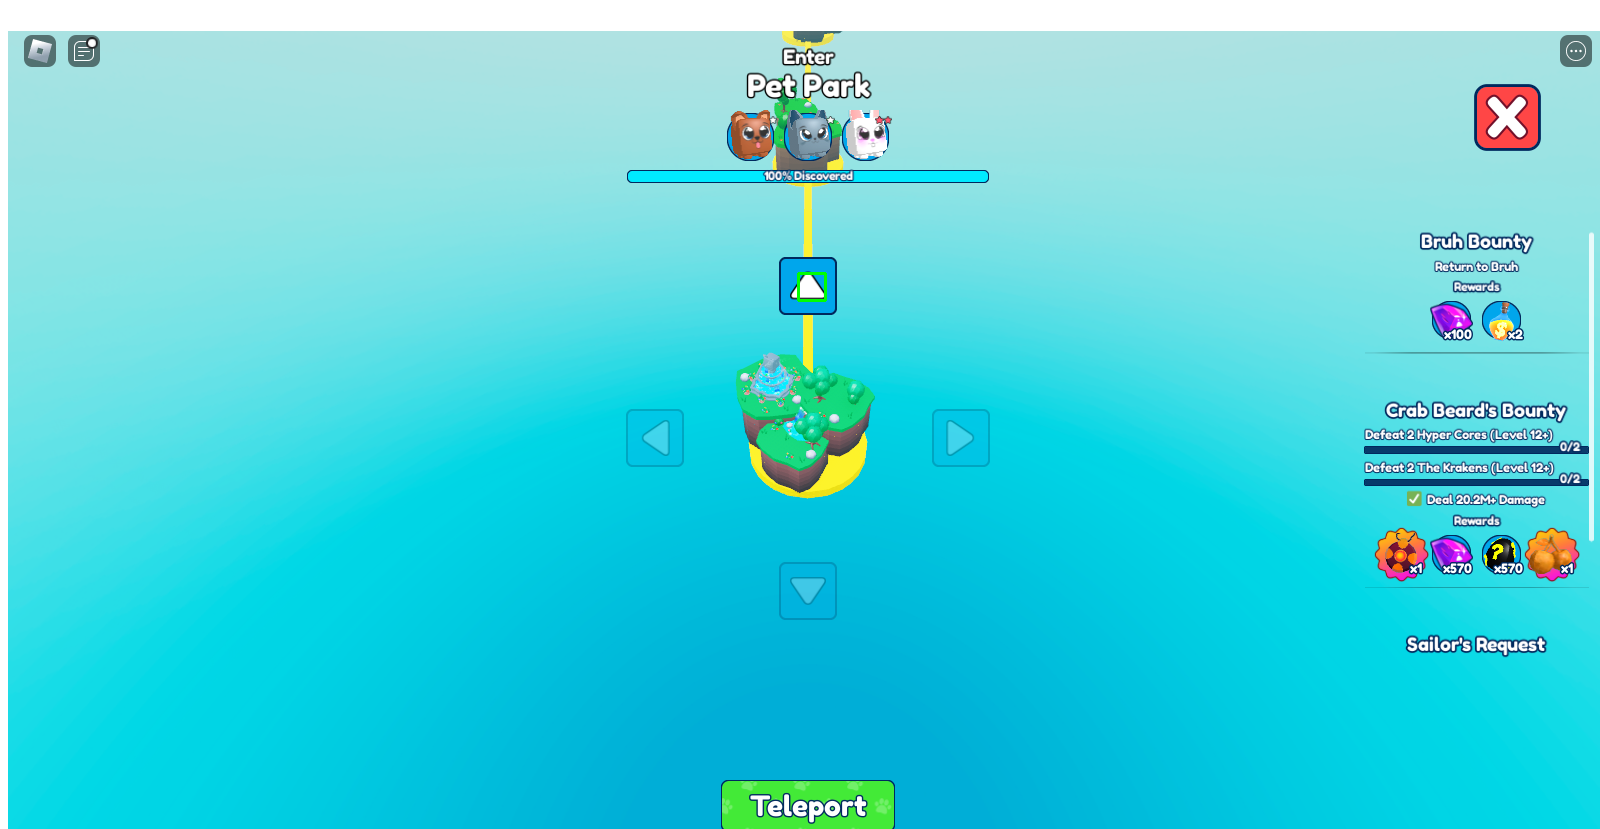 Enter
Pet Park
100% Discovered
Bruh Bounty
Return to Bruh
Rewards
x100
x2
Crab Beard's Bounty
Defeat 2 Hyper Cores (Level 12+)
0/2
Defeat 2 The Krakens (Level 12+)
0/2
Deal 20.2M+ Damage
Rewards
x1
x570
?
x570
x1
Sailor's Request
Teleport